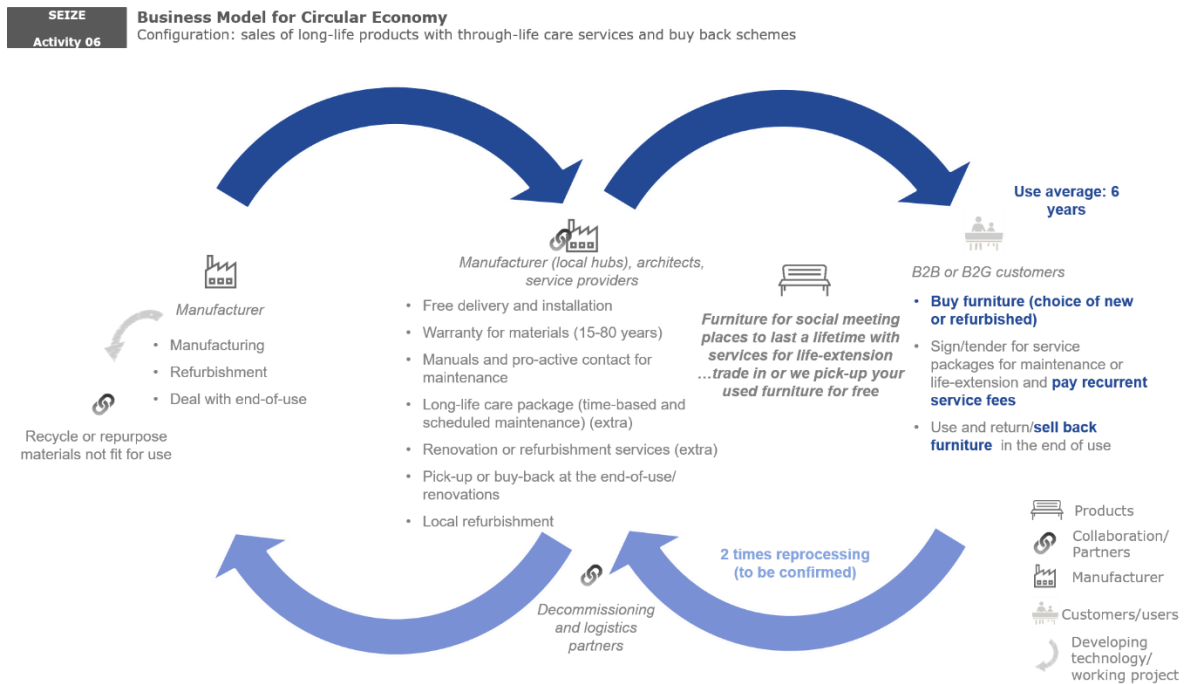 SEIZE
Activity 06
Business Model for Circular Economy
Configuration: sales of long-life products with through-life care services and buy back schemes
Manufacturer
• Manufacturing
• Refurbishment
• Deal with end-of-use
Recycle or repurpose
materials not fit for use
Manufacturer (local hubs), architects,
service providers
• Free delivery and installation
• Warranty for materials (15-80 years)
• Manuals and pro-active contact for
maintenance
• Long-life care package (time-based and
scheduled maintenance) (extra)
• Renovation or refurbishment services (extra)
• Pick-up or buy-back at the end-of-use/
renovations
• Local refurbishment
Furniture for social meeting
places to last a lifetime with
services for life-extension
...trade in or we pick-up your
used furniture for free
Use average: 6
years
B2B or B2G customers
• Buy furniture (choice of new
or refurbished)
• Sign/tender for service
packages for maintenance or
life-extension and pay recurrent
service fees
• Use and return/sell back
furniture in the end of use
2 times reprocessing
(to be confirmed)
Decommissioning
and logistics
partners
Products
Collaboration/
Partners
Manufacturer
Customers/users
Developing
technology/
working project